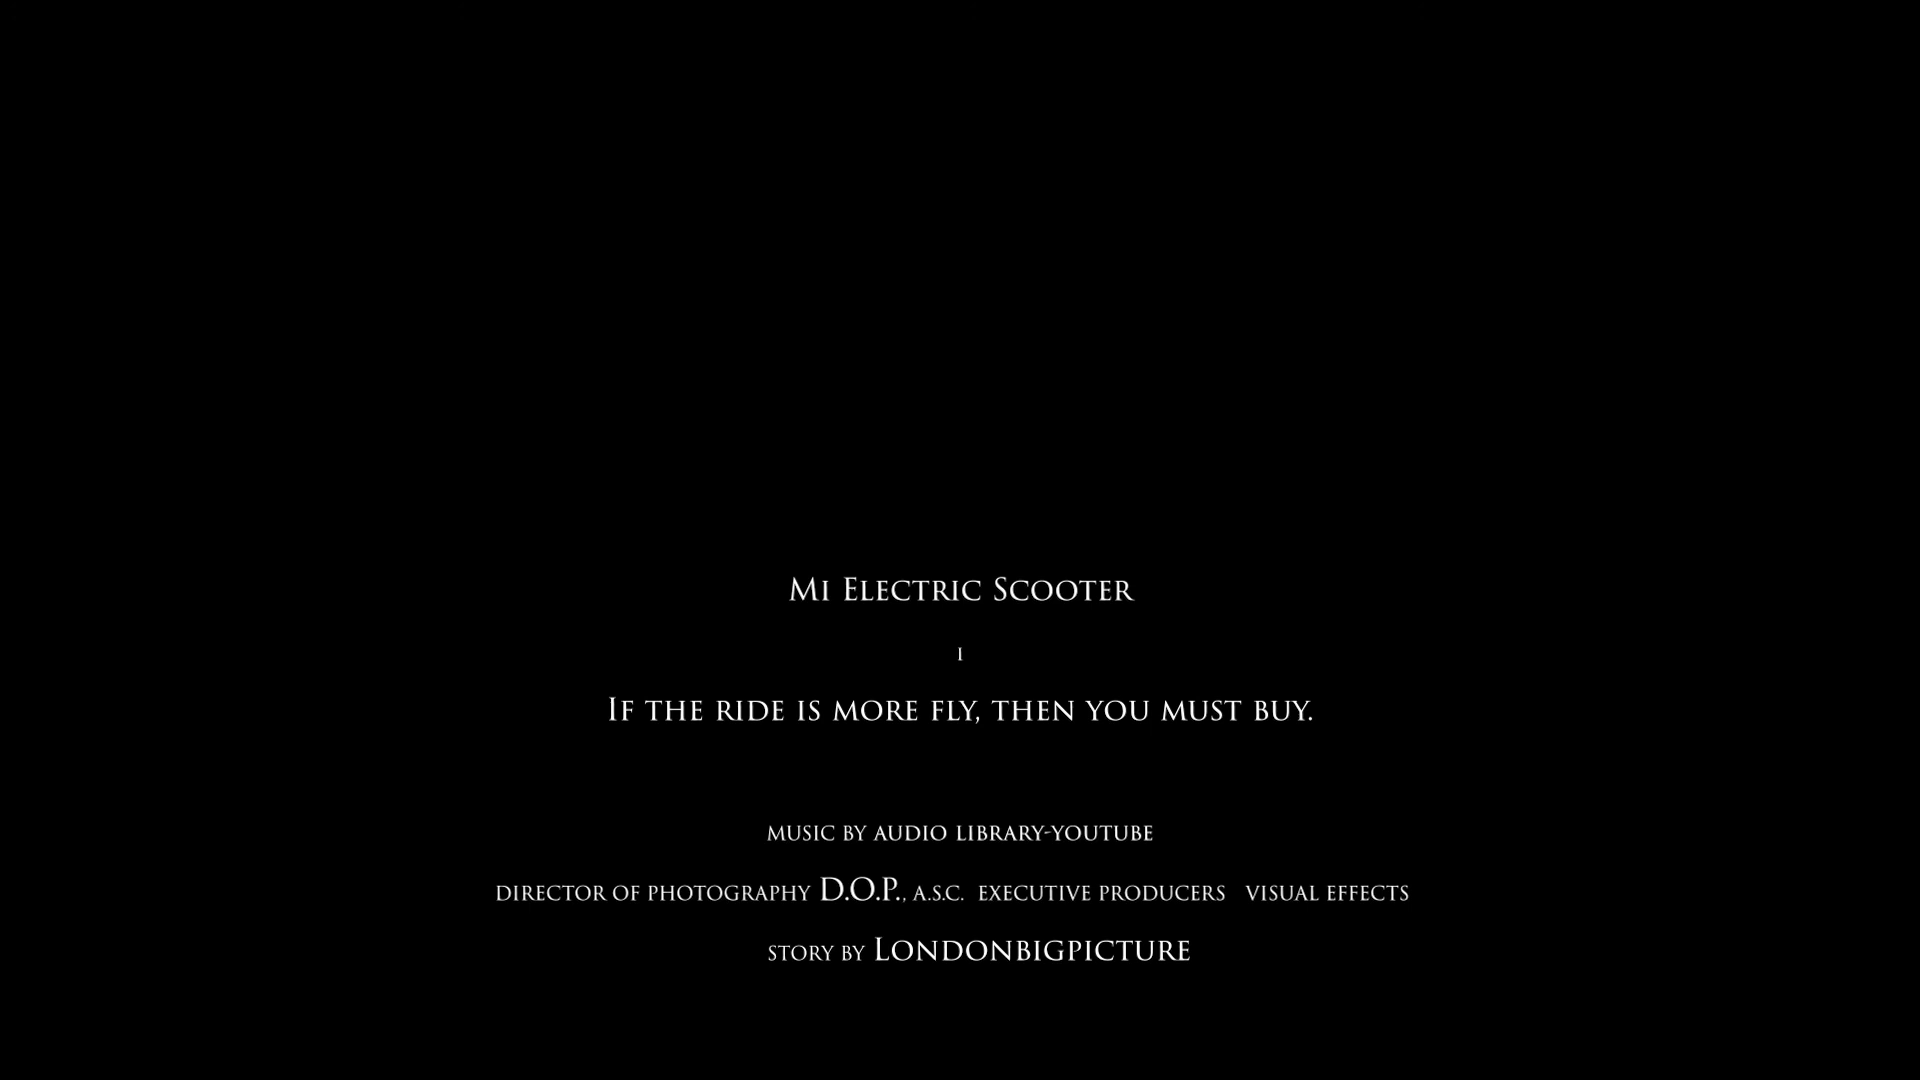 Mi Electric Scooter
I
If the ride is more fly, then you must buy.
music by audio library-youtube
director of photography D.O.P., a.s.c. executive producers visual effects
story by Londonbigpicture